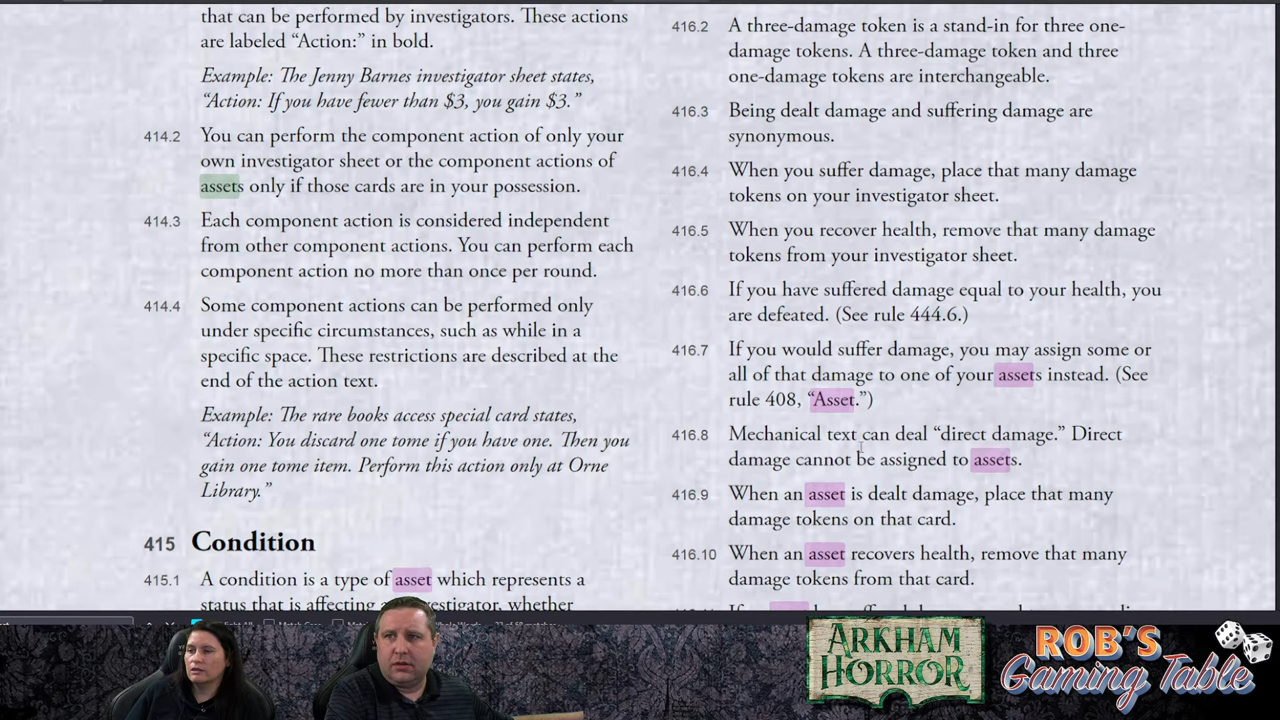 that can be performed by investigators. These actions
are labeled “Action:” in bold.
Example: The Jenny Barnes investigator sheet states,
“Action: If you have fewer than $3, you gain $3.”
414.2 You can perform the component action of only your
own investigator sheet or the component actions of
assets only if those cards are in your possession.
414.3 Each component action is considered independent
from other component actions. You can perform each
component action no more than once per round.
414.4 Some component actions can be performed only
under specific circumstances, such as while in a
specific space. These restrictions are described at the
end of the action text.
Example: The rare books access special card states,
“Action: You discard one tome if you have one. Then you
gain one tome item. Perform this action only at Orne
Library.”
415 Condition
415.1 A condition is a type of asset which represents a
status that is affecting investigator, whether
416.2 A three-damage token is a stand-in for three one-
damage tokens. A three-damage token and three
one-damage tokens are interchangeable.
416.3 Being dealt damage and suffering damage are
synonymous.
416.4 When you suffer damage, place that many damage
tokens on your investigator sheet.
416.5 When you recover health, remove that many damage
tokens from your investigator sheet.
416.6 If you have suffered damage equal to your health, you
are defeated. (See rule 444.6.)
416.7 If you would suffer damage, you may assign some or
all of that damage to one of your assets instead. (See
rule 408, “Asset.”)
416.8 Mechanical text can deal “direct damage.” Direct
damage cannot be assigned to assets.
416.9 When an asset is dealt damage, place that many
damage tokens on that card.
416.10 When an asset recovers health, remove that many
damage tokens from that card.
ARKHAM
HORROR
ROB'S
Gaming Table